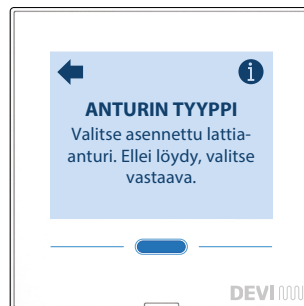 ANTURIN TYYPPI
Valitse asennettu lattia-
anturi. Ellei löydy, valitse
vastaava.
DEVI